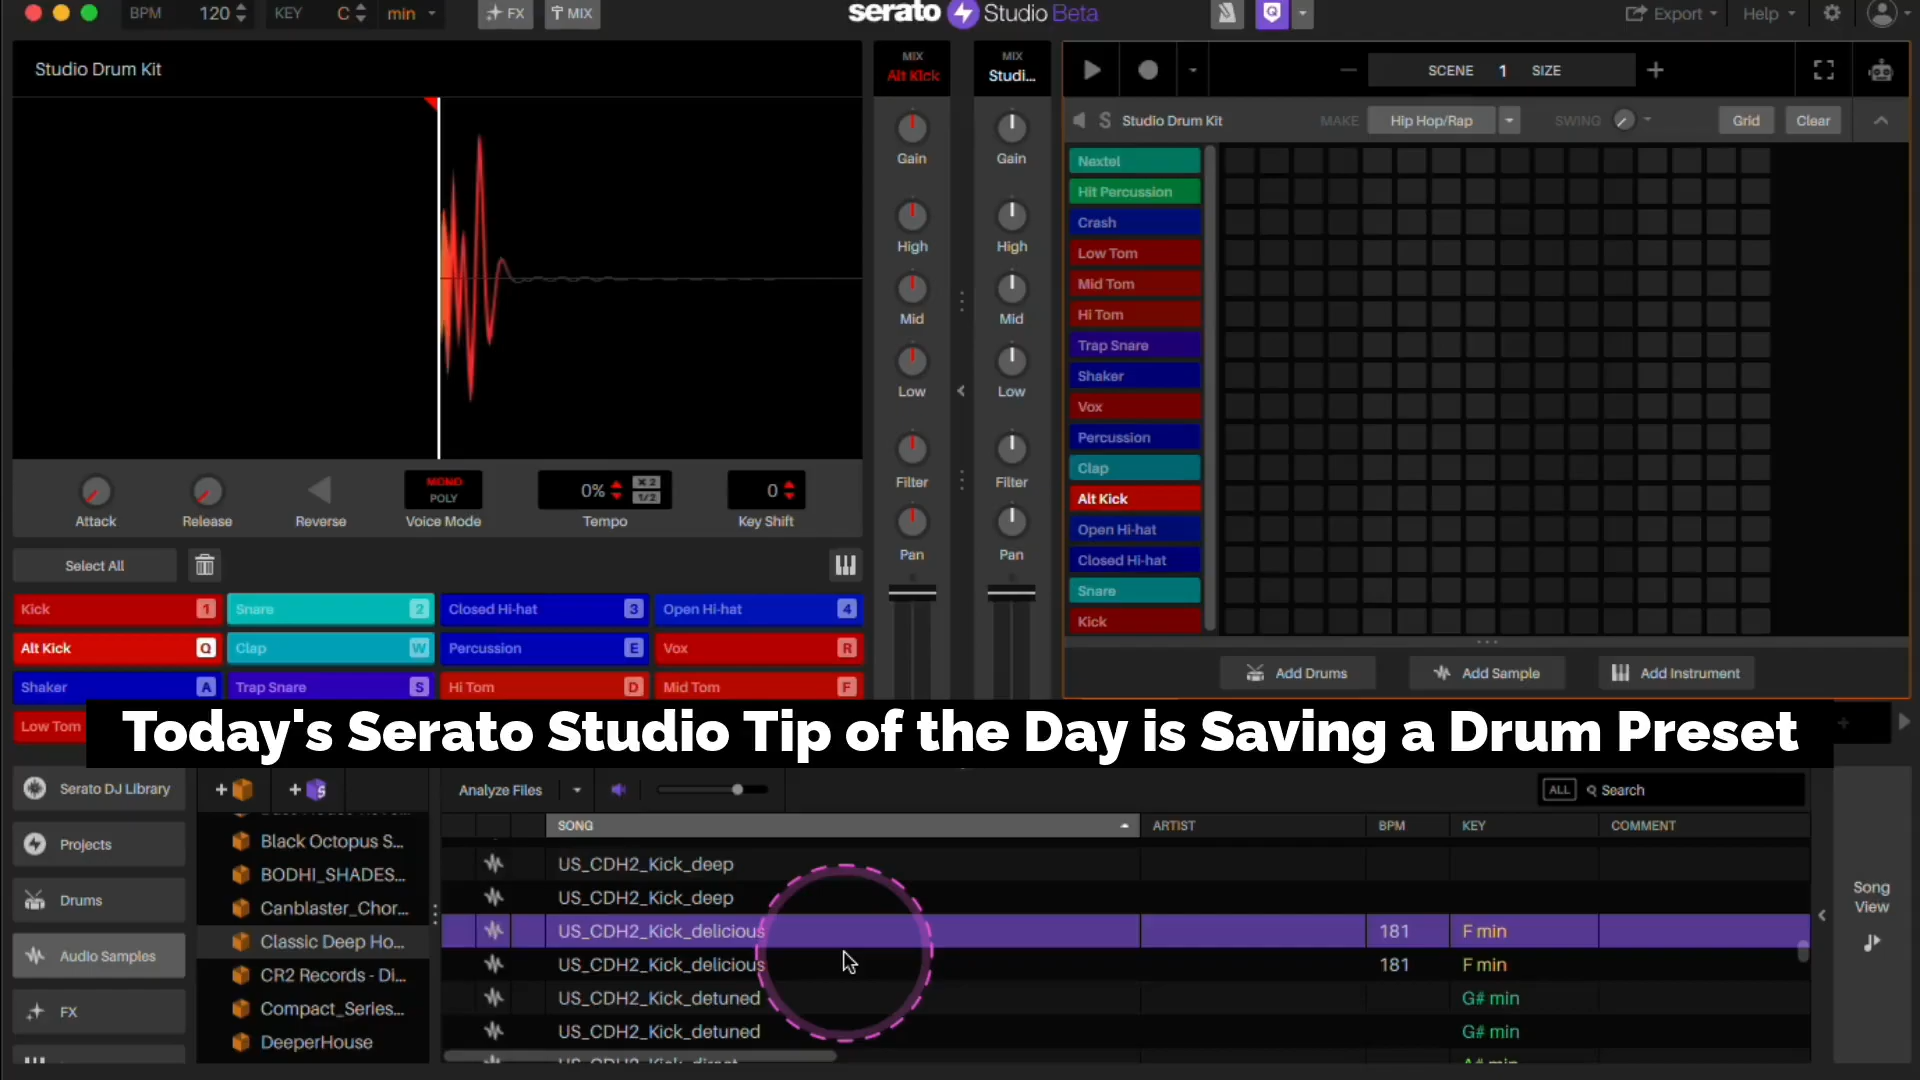 BPM 120 KEY C min FX MIX serato Studio Beta Export Help
Studio Drum Kit
MIX MIX
Alt Kick Studi...
SCENE 1 SIZE
S Studio Drum Kit MAKE Hip Hop/Rap SWING Grid Clear
Gain Gain
High High
Mid Mid
Low Low
Filter Filter
Pan Pan
Nextel
Hit Percussion
Crash
Low Tom
Mid Tom
Hi Tom
Trap Snare
Shaker
Vox
Percussion
Clap
Alt Kick
Open Hi-hat
Closed Hi-hat
Snare
Kick
MONO
POLY
0% x 2
1/2
0
Attack Release Reverse Voice Mode Tempo Key Shift
Select All
Kick 1 Snare 2 Closed Hi-hat 3 Open Hi-hat 4
Alt Kick Q Clap W Percussion E Vox R
Shaker A Trap Snare S Hi Tom D Mid Tom F
Low Tom
Add Drums Add Sample Add Instrument
Today's Serato Studio Tip of the Day is Saving a Drum Preset
Serato DJ Library
Projects
Drums
Audio Samples
FX
Black Octopus S...
BODHI_SHADES...
Canblaster_Chor...
Classic Deep Ho...
CR2 Records - Di...
Compact_Series...
DeeperHouse
Analyze Files ALL Search
SONG ARTIST BPM KEY COMMENT
US_CDH2_Kick_deep
US_CDH2_Kick_deep
US_CDH2_Kick_delicious 181 F min
US_CDH2_Kick_delicious 181 F min
US_CDH2_Kick_detuned G# min
US_CDH2_Kick_detuned G# min
US_CDH2_Kick_direct A# min
Song
View